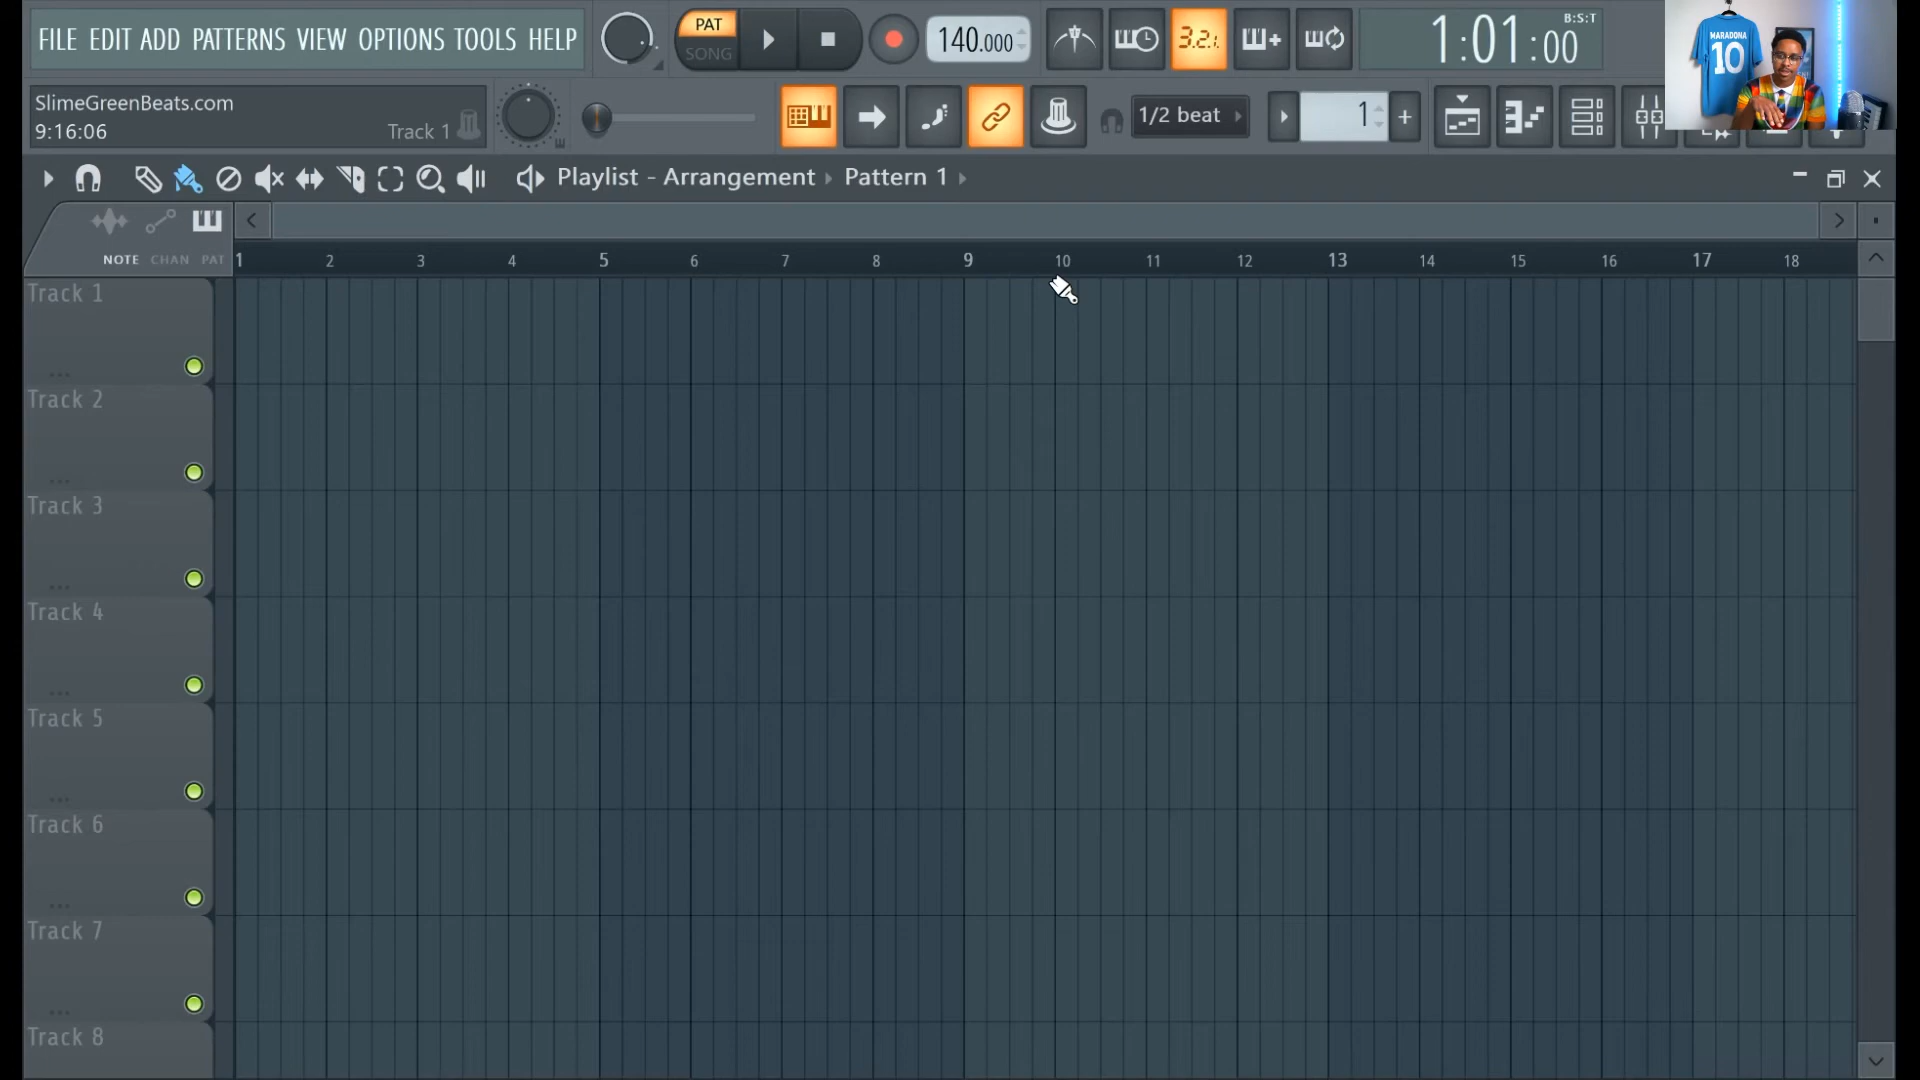 FILE EDIT ADD PATTERNS VIEW OPTIONS TOOLS HELP
PAT
SONG
140.000
3.2.1
1:01:00
B:S:T
MARADONA
10
SlimeGreenBeats.com
9:16:06
Track 1
1/2 beat
1
Playlist - Arrangement Pattern 1
NOTE CHAN PAT
1 2 3 4 5 6 7 8 9 10 11 12 13 14 15 16 17 18
Track 1
Track 2
Track 3
Track 4
Track 5
Track 6
Track 7
Track 8